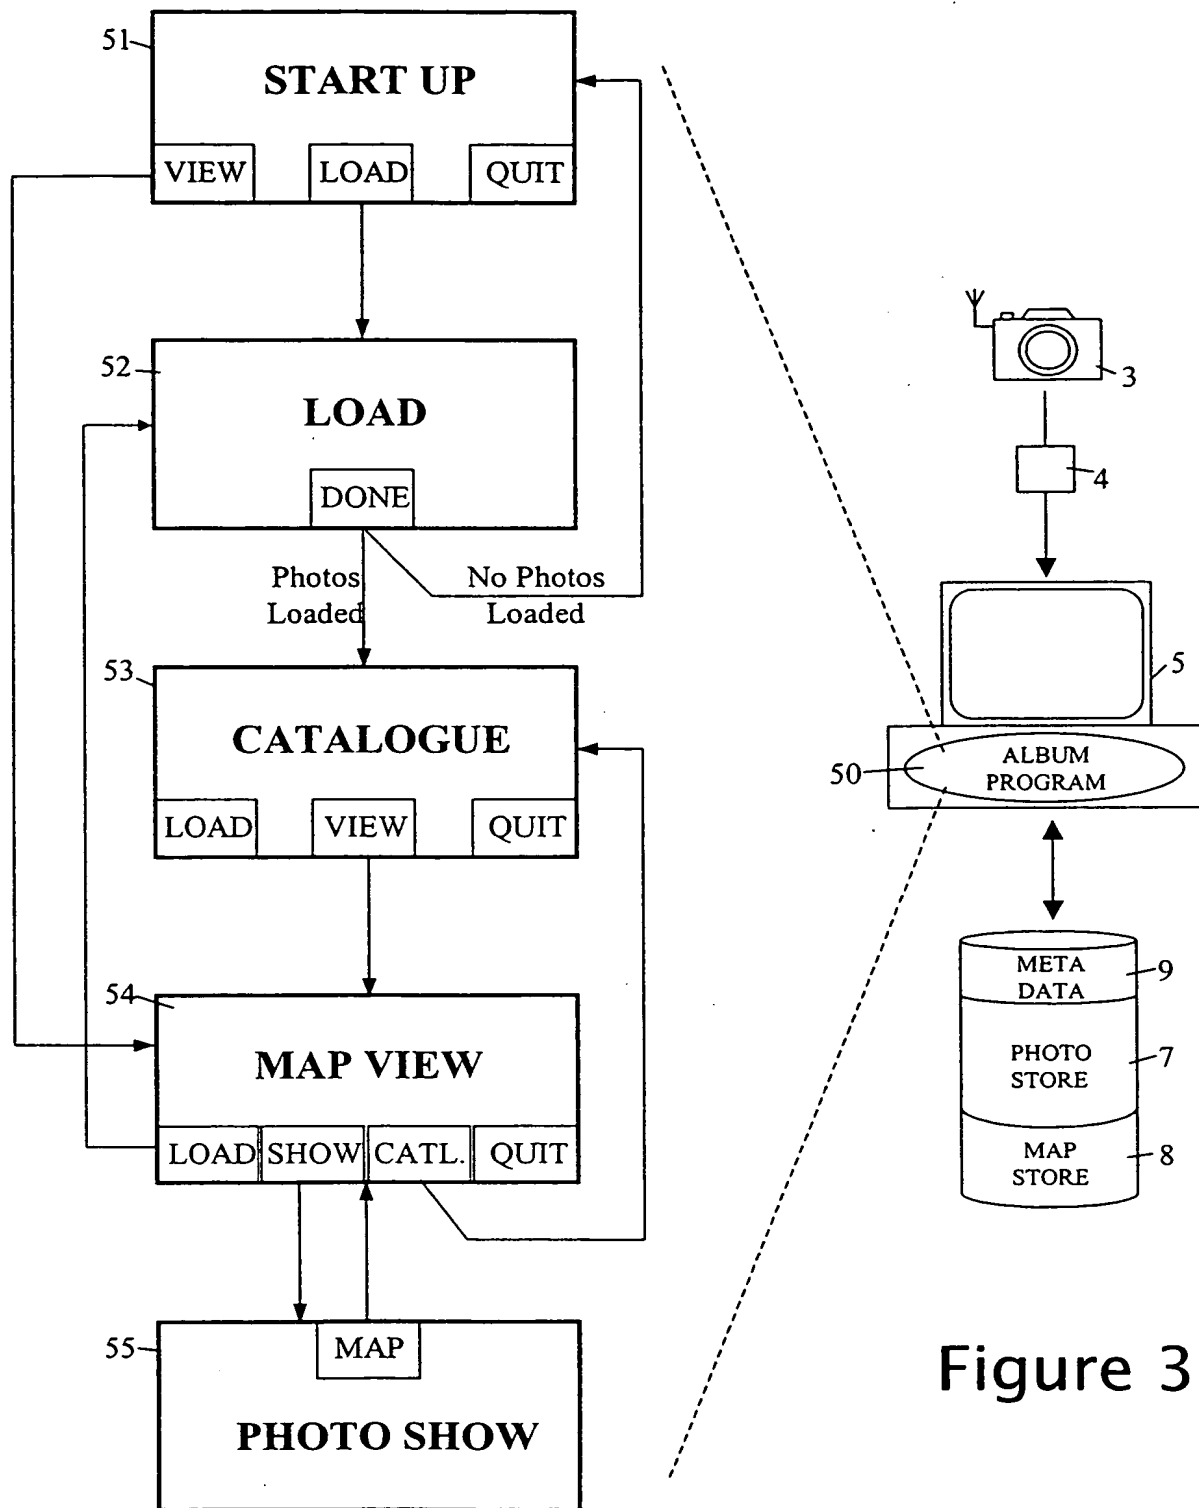 51
START UP
VIEW LOAD QUIT
52
LOAD
DONE
Photos
Loaded
No Photos
Loaded
53
CATALOGUE
LOAD VIEW QUIT
54
MAP VIEW
LOAD SHOW CATL. QUIT
55
MAP
PHOTO SHOW
3
4
5
50
ALBUM
PROGRAM
META
DATA
9
PHOTO
STORE
7
MAP
STORE
8
Figure 3